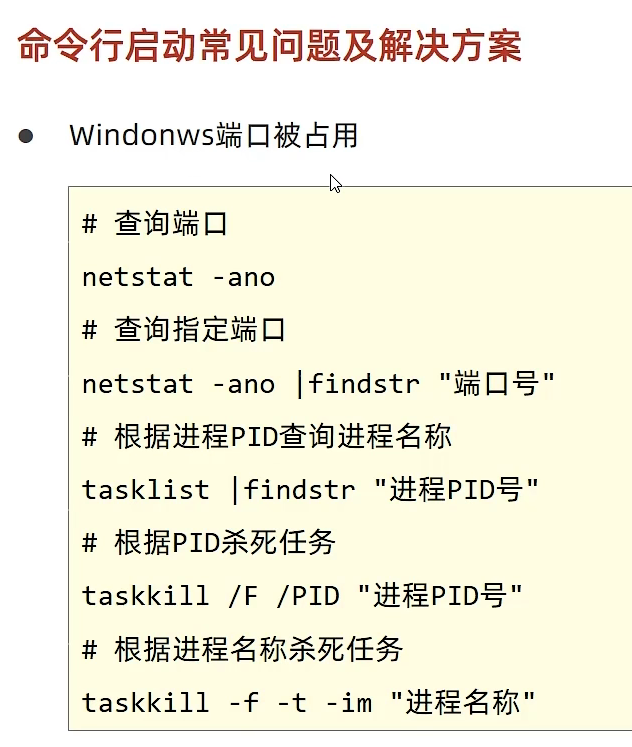 命令行启动常见问题及解决方案
● Windonws端口被占用
# 查询端口
netstat -ano
# 查询指定端口
netstat -ano |findstr "端口号"
# 根据进程PID查询进程名称
tasklist |findstr "进程PID号"
# 根据PID杀死任务
taskkill /F /PID "进程PID号"
# 根据进程名称杀死任务
taskkill -f -t -im "进程名称"